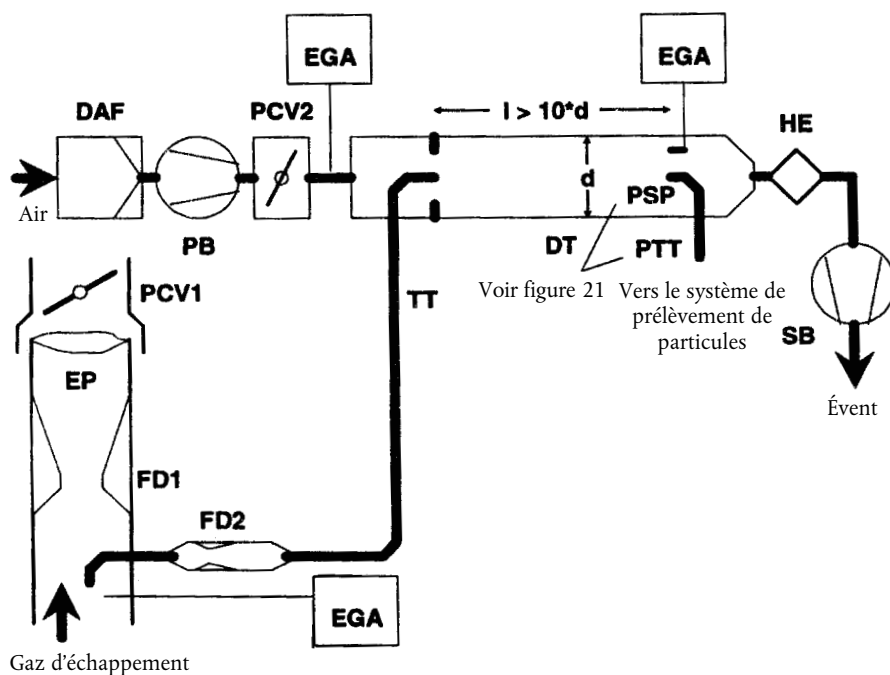 EGA
EGA
DAF
PCV2
l > 10*d
HE
Air
PB
d
PSP
DT
PTT
PCV1
TT
Voir figure 21
Vers le système de
prélèvement de
particules
SB
EP
Évent
FD1
FD2
EGA
Gaz d'échappement